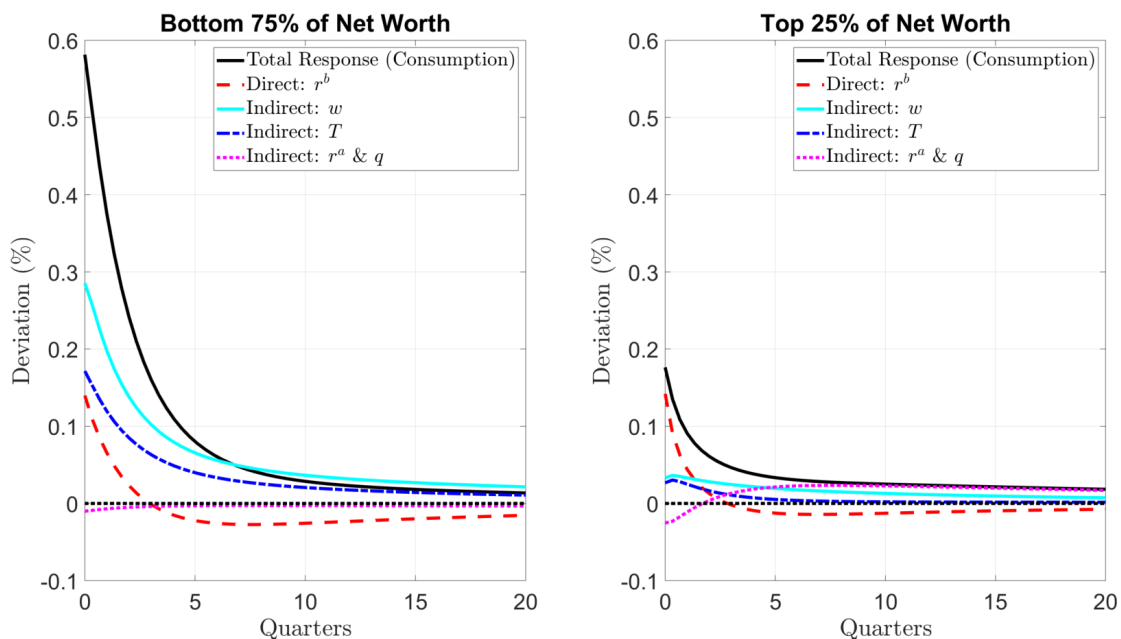 Bottom 75% of Net Worth
0.6
0.5
0.4
0.3
0.2
0.1
0
-0.1
Deviation (%)
Total Response (Consumption)
Direct: r^b
Indirect: w
Indirect: T
Indirect: r^a & q
0 5 10 15 20
Quarters
Top 25% of Net Worth
0.6
0.5
0.4
0.3
0.2
0.1
0
-0.1
Deviation (%)
Total Response (Consumption)
Direct: r^b
Indirect: w
Indirect: T
Indirect: r^a & q
0 5 10 15 20
Quarters